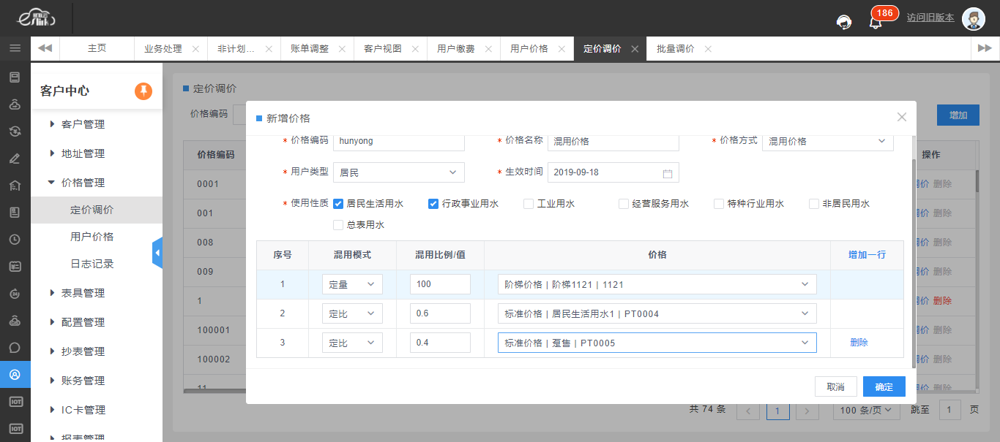 186
访问旧版本
主页
业务处理
非计划...
账单调整
客户视图
用户缴费
用户价格
定价调价
批量调价
客户中心
客户管理
地址管理
价格管理
定价调价
用户价格
日志记录
表具管理
配置管理
抄表管理
账务管理
IC卡管理
报表管理
IOT
IOT
定价调价
价格编码
增加
价格编码
操作
0001
001
008
009
1
100001
100002
11
调价 删除
调价 删除
调价 删除
调价 删除
调价 删除
调价 删除
调价 删除
调价 删除
新增价格
* 价格编码 hunyong * 价格名称 混用价格 * 价格方式 混用价格
* 用户类型 居民 * 生效时间 2019-09-18
* 使用性质 居民生活用水 行政事业用水 工业用水 经营服务用水 特种行业用水 非居民用水
总表用水
序号 混用模式 混用比例/值 价格 增加一行
1 定量 100 阶梯价格 | 阶梯1121 | 1121
2 定比 0.6 标准价格 | 居民生活用水1 | PT0004
3 定比 0.4 标准价格 | 趸售 | PT0005 删除
取消 确定
共 74 条 1 100 条/页 跳至 1 页